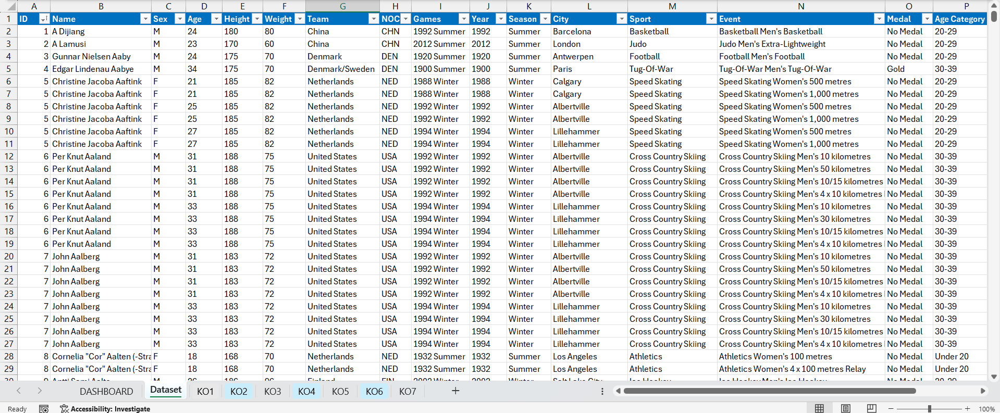 A B C D E F G H I J K L M N O P
1 ID Name Sex Age Height Weight Team NOC Games Year Season City Sport Event Medal Age Category
2 1 A Dijiang M 24 180 80 China CHN 1992 Summer 1992 Summer Barcelona Basketball Basketball Men's Basketball No Medal 20-29
3 2 A Lamusi M 23 170 60 China CHN 2012 Summer 2012 Summer London Judo Judo Men's Extra-Lightweight No Medal 20-29
4 3 Gunnar Nielsen Aaby M 24 175 70 Denmark DEN 1920 Summer 1920 Summer Antwerpen Football Football Men's Football No Medal 20-29
5 4 Edgar Lindenau Aabye M 34 175 70 Denmark/Sweden DEN 1900 Summer 1900 Summer Paris Tug-Of-War Tug-Of-War Men's Tug-Of-War Gold 30-39
6 5 Christine Jacoba Aaftink F 21 185 82 Netherlands NED 1988 Winter 1988 Winter Calgary Speed Skating Speed Skating Women's 500 metres No Medal 20-29
7 5 Christine Jacoba Aaftink F 21 185 82 Netherlands NED 1988 Winter 1988 Winter Calgary Speed Skating Speed Skating Women's 1,000 metres No Medal 20-29
8 5 Christine Jacoba Aaftink F 25 185 82 Netherlands NED 1992 Winter 1992 Winter Albertville Speed Skating Speed Skating Women's 500 metres No Medal 20-29
9 5 Christine Jacoba Aaftink F 25 185 82 Netherlands NED 1992 Winter 1992 Winter Albertville Speed Skating Speed Skating Women's 1,000 metres No Medal 20-29
10 5 Christine Jacoba Aaftink F 27 185 82 Netherlands NED 1994 Winter 1994 Winter Lillehammer Speed Skating Speed Skating Women's 500 metres No Medal 20-29
11 5 Christine Jacoba Aaftink F 27 185 82 Netherlands NED 1994 Winter 1994 Winter Lillehammer Speed Skating Speed Skating Women's 1,000 metres No Medal 20-29
12 6 Per Knut Aaland M 31 188 75 United States USA 1992 Winter 1992 Winter Albertville Cross Country Skiing Cross Country Skiing Men's 10 kilometres No Medal 30-39
13 6 Per Knut Aaland M 31 188 75 United States USA 1992 Winter 1992 Winter Albertville Cross Country Skiing Cross Country Skiing Men's 50 kilometres No Medal 30-39
14 6 Per Knut Aaland M 31 188 75 United States USA 1992 Winter 1992 Winter Albertville Cross Country Skiing Cross Country Skiing Men's 10/15 kilometres No Medal 30-39
15 6 Per Knut Aaland M 31 188 75 United States USA 1992 Winter 1992 Winter Albertville Cross Country Skiing Cross Country Skiing Men's 4 x 10 kilometres No Medal 30-39
16 6 Per Knut Aaland M 33 188 75 United States USA 1994 Winter 1994 Winter Lillehammer Cross Country Skiing Cross Country Skiing Men's 10 kilometres No Medal 30-39
17 6 Per Knut Aaland M 33 188 75 United States USA 1994 Winter 1994 Winter Lillehammer Cross Country Skiing Cross Country Skiing Men's 30 kilometres No Medal 30-39
18 6 Per Knut Aaland M 33 188 75 United States USA 1994 Winter 1994 Winter Lillehammer Cross Country Skiing Cross Country Skiing Men's 10/15 kilometres No Medal 30-39
19 6 Per Knut Aaland M 33 188 75 United States USA 1994 Winter 1994 Winter Lillehammer Cross Country Skiing Cross Country Skiing Men's 4 x 10 kilometres No Medal 30-39
20 7 John Aalberg M 31 183 72 United States USA 1992 Winter 1992 Winter Albertville Cross Country Skiing Cross Country Skiing Men's 10 kilometres No Medal 30-39
21 7 John Aalberg M 31 183 72 United States USA 1992 Winter 1992 Winter Albertville Cross Country Skiing Cross Country Skiing Men's 50 kilometres No Medal 30-39
22 7 John Aalberg M 31 183 72 United States USA 1992 Winter 1992 Winter Albertville Cross Country Skiing Cross Country Skiing Men's 10/15 kilometres No Medal 30-39
23 7 John Aalberg M 31 183 72 United States USA 1992 Winter 1992 Winter Albertville Cross Country Skiing Cross Country Skiing Men's 4 x 10 kilometres No Medal 30-39
24 7 John Aalberg M 33 183 72 United States USA 1994 Winter 1994 Winter Lillehammer Cross Country Skiing Cross Country Skiing Men's 10 kilometres No Medal 30-39
25 7 John Aalberg M 33 183 72 United States USA 1994 Winter 1994 Winter Lillehammer Cross Country Skiing Cross Country Skiing Men's 30 kilometres No Medal 30-39
26 7 John Aalberg M 33 183 72 United States USA 1994 Winter 1994 Winter Lillehammer Cross Country Skiing Cross Country Skiing Men's 10/15 kilometres No Medal 30-39
27 7 John Aalberg M 33 183 72 United States USA 1994 Winter 1994 Winter Lillehammer Cross Country Skiing Cross Country Skiing Men's 4 x 10 kilometres No Medal 30-39
28 8 Cornelia "Cor" Aalten (-Stra F 18 168 70 Netherlands NED 1932 Summer 1932 Summer Los Angeles Athletics Athletics Women's 100 metres No Medal Under 20
29 8 Cornelia "Cor" Aalten (-Stra F 18 168 70 Netherlands NED 1932 Summer 1932 Summer Los Angeles Athletics Athletics Women's 4 x 100 metres Relay No Medal Under 20
DASHBOARD Dataset KO1 KO2 KO3 KO4 KO5 KO6 KO7
Ready Accessibility: Investigate 100%